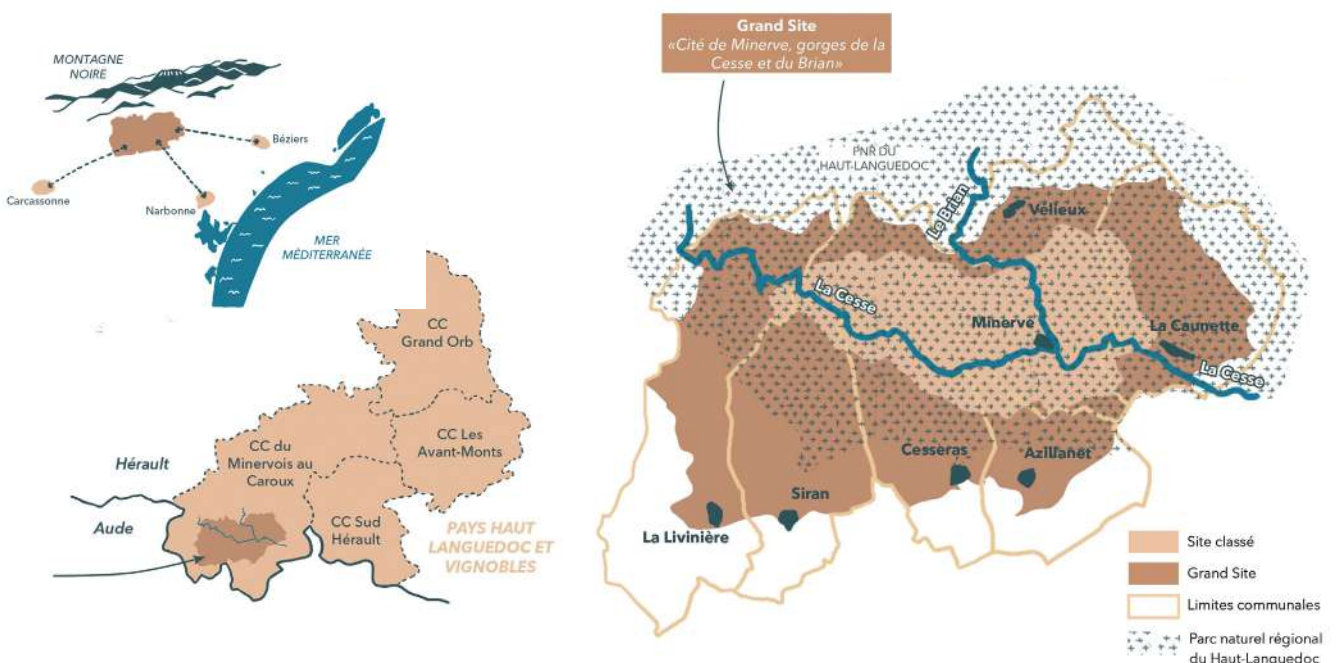 MONTAGNE
NOIRE
Béziers
Carcassonne
Narbonne
MER
MÉDITERRANÉE
CC
Grand Orb
CC Les
Avant-Monts
CC du
Minervois au
Caroux
CC Sud
Hérault
Hérault
Aude
PAYS HAUT
LANGUEDOC ET
VIGNOBLES
Grand Site
«Cité de Minerve, gorges de la
Cesse et du Brian»
PNR DU
HAUT-LANGUEDOC
Le Brian
Vélieux
La Cesse
Minerve
La Caunette
La Cesse
Cesseras
Azillanet
Siran
La Livinière
Site classé
Grand Site
Limites communales
Parc naturel régional
du Haut-Languedoc